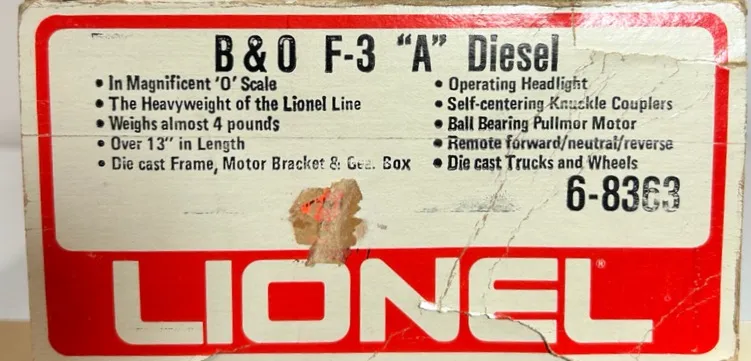 B & O F-3 "A" Diesel
• In Magnificent 'O' Scale
• The Heavyweight of the Lionel Line
• Weighs almost 4 pounds
• Over 13" in Length
• Die cast Frame, Motor Bracket & Gea. Box
• Operating Headlight
• Self-centering Knuckle Couplers
• Ball Bearing Pullmor Motor
• Remote forward/neutral/reverse
• Die cast Trucks and Wheels
6-8363
LIONEL®